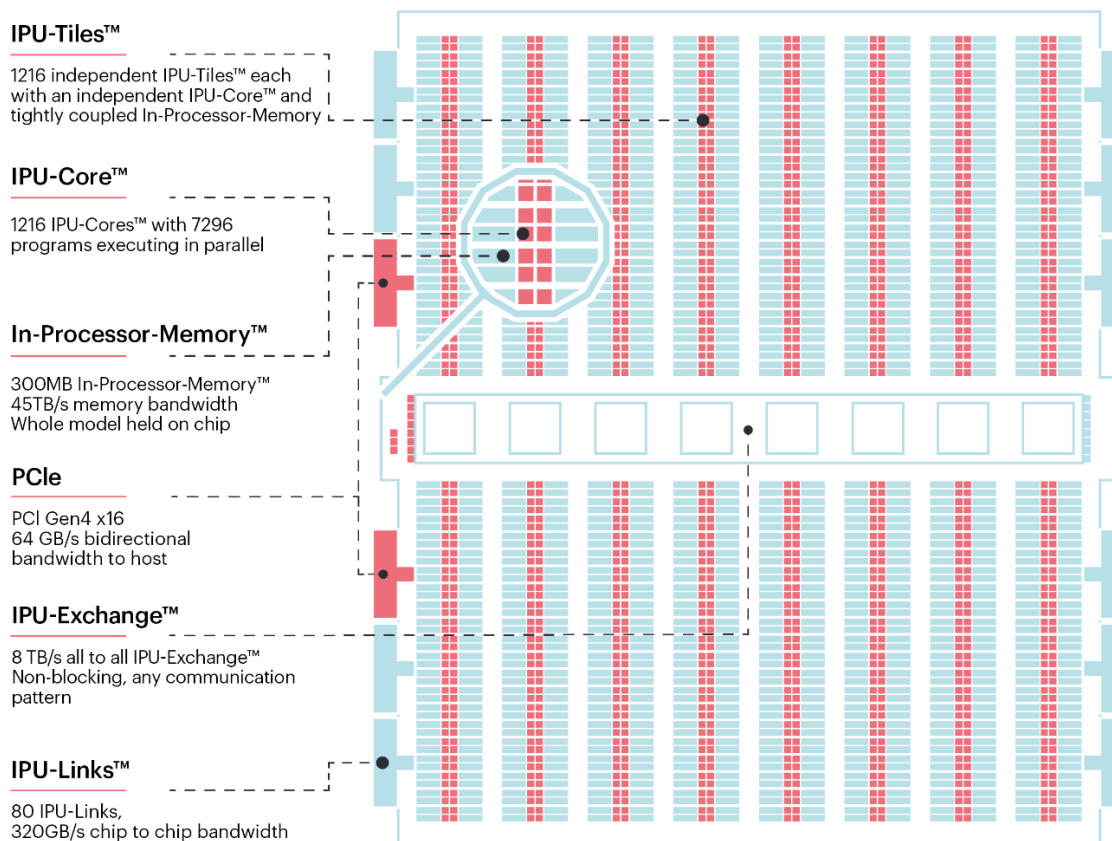 IPU-Tiles™
1216 independent IPU-Tiles™ each
with an independent IPU-Core™ and
tightly coupled In-Processor-Memory
IPU-Core™
1216 IPU-Cores™ with 7296
programs executing in parallel
In-Processor-Memory™
300MB In-Processor-Memory™
45TB/s memory bandwidth
Whole model held on chip
PCIe
PCI Gen4 x16
64 GB/s bidirectional
bandwidth to host
IPU-Exchange™
8 TB/s all to all IPU-Exchange™
Non-blocking, any communication
pattern
IPU-Links™
80 IPU-Links,
320GB/s chip to chip bandwidth